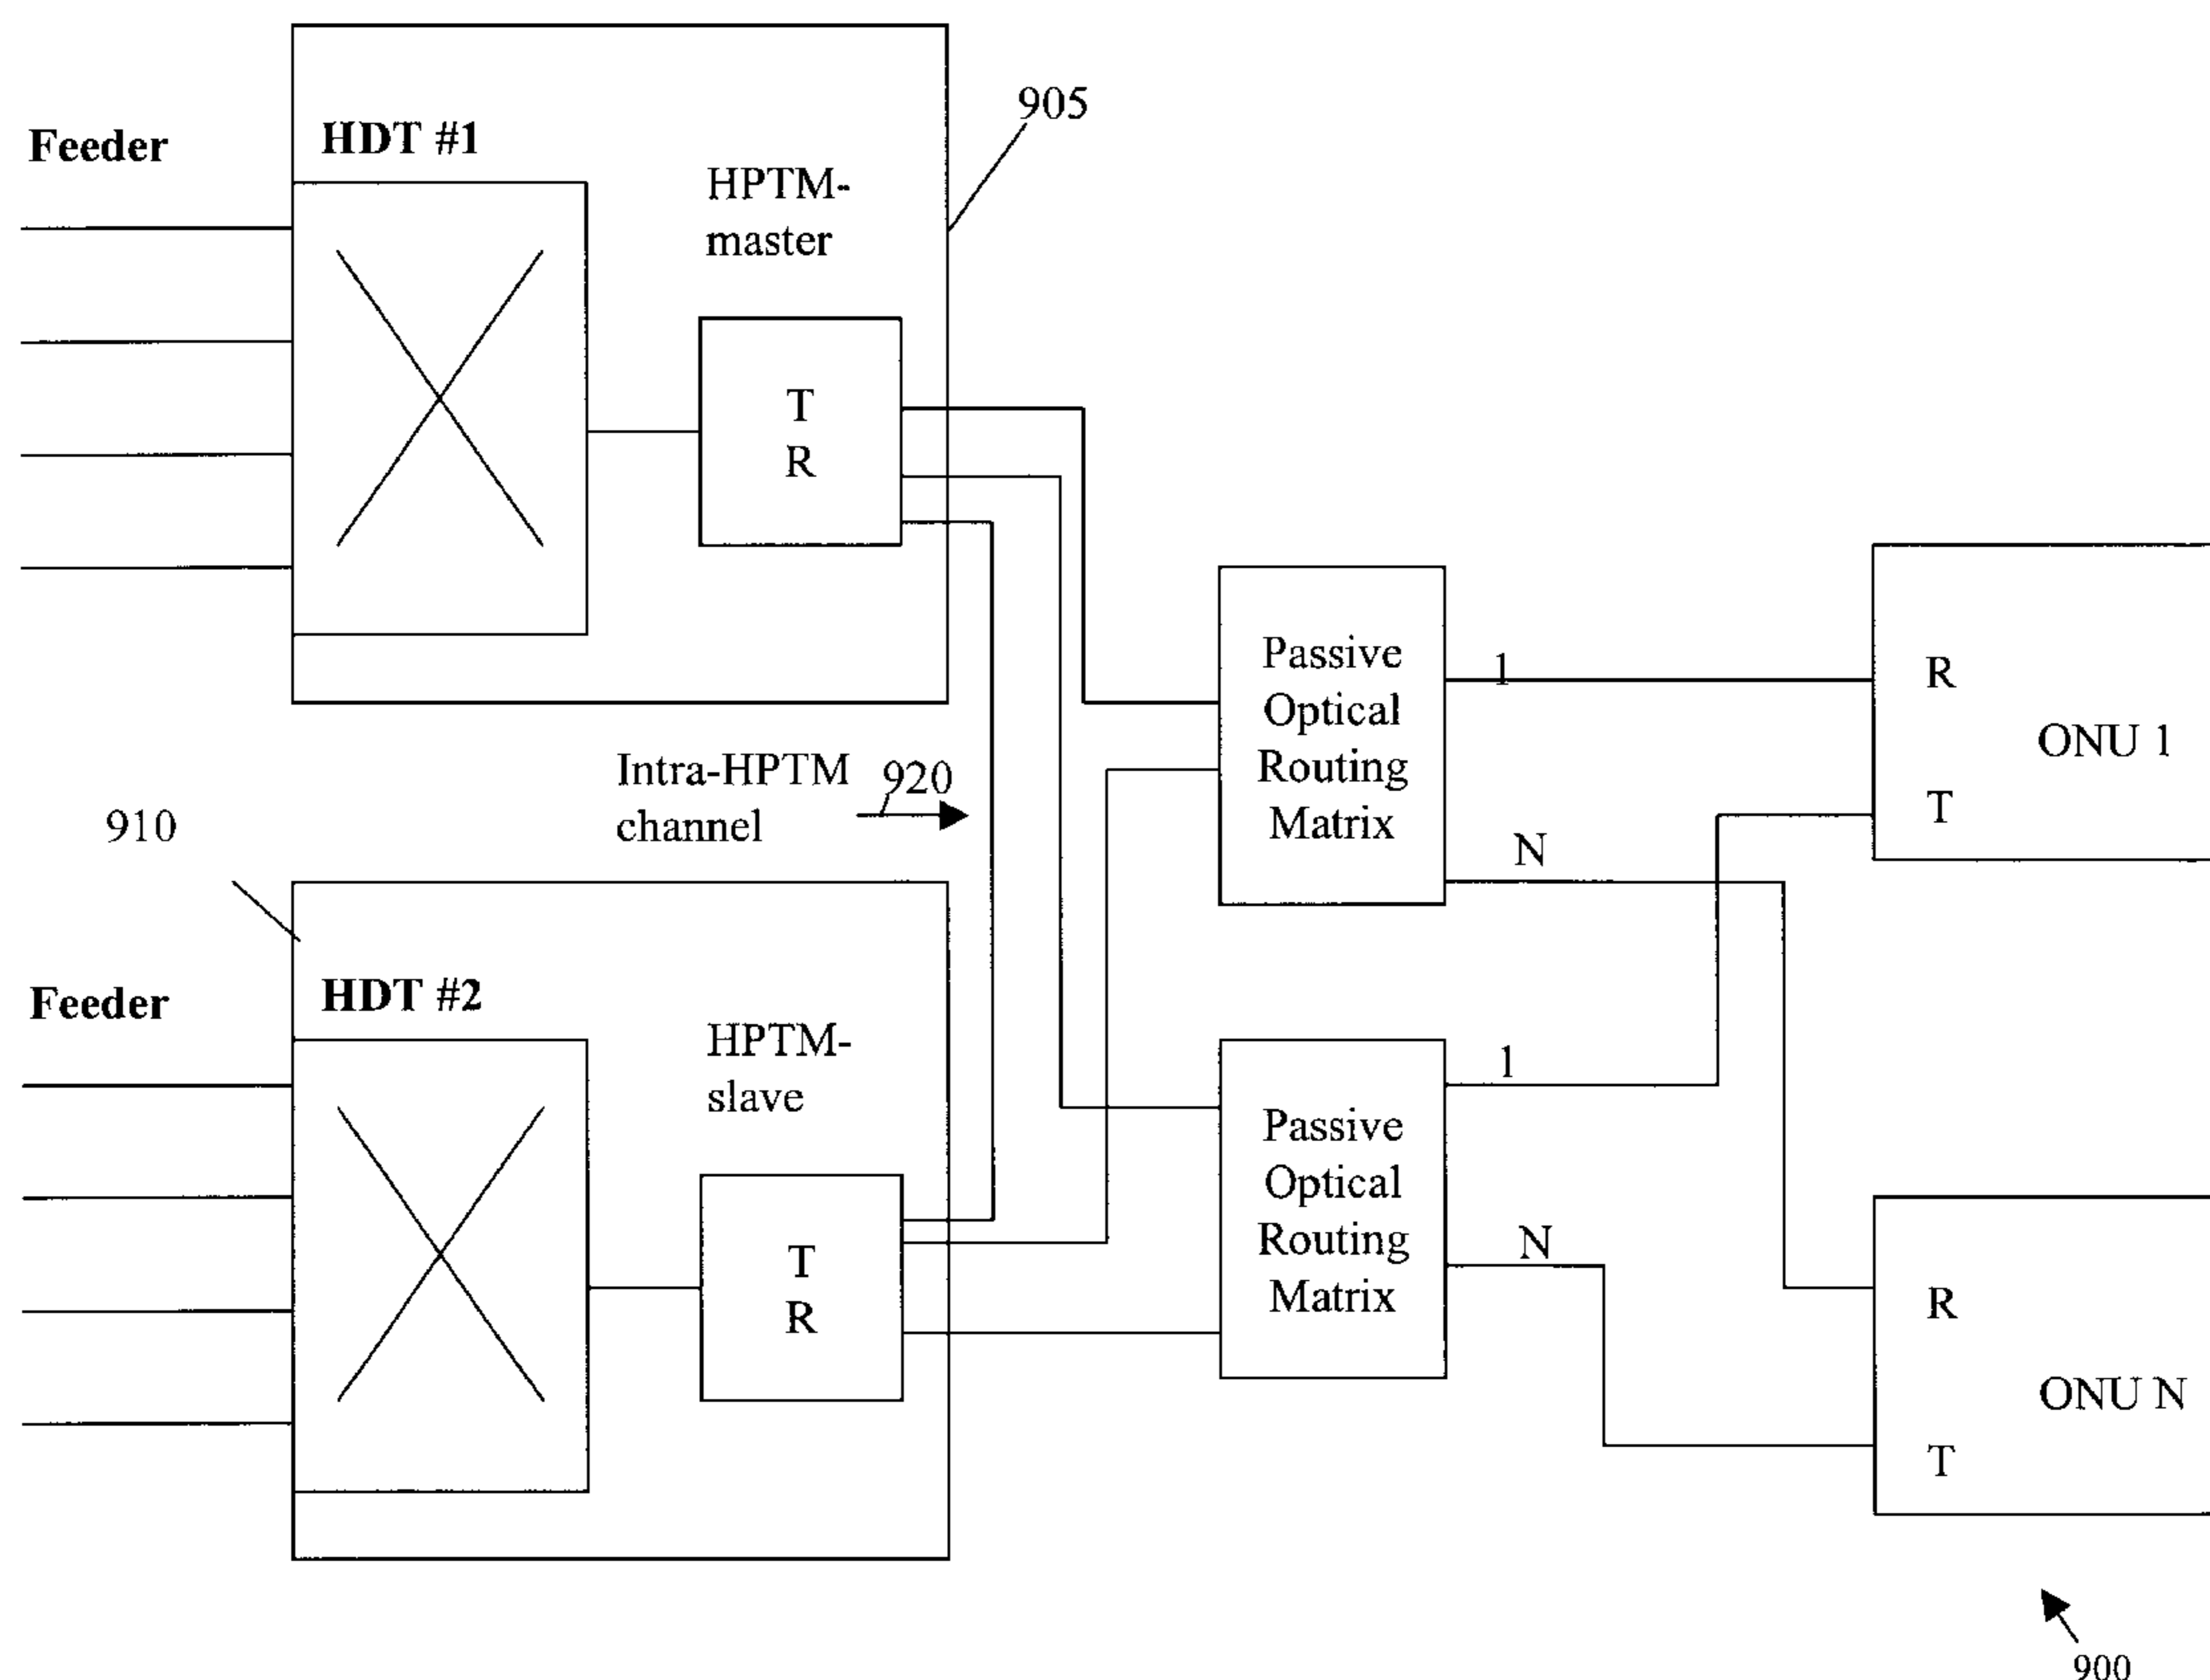 905
Feeder
HDT #1
HPTM-
master
T
R
Passive
Optical
Routing
Matrix
1
N
R
ONU 1
T
Intra-HPTM
channel
920
910
Feeder
HDT #2
HPTM-
slave
T
R
Passive
Optical
Routing
Matrix
1
N
R
ONU N
T
900